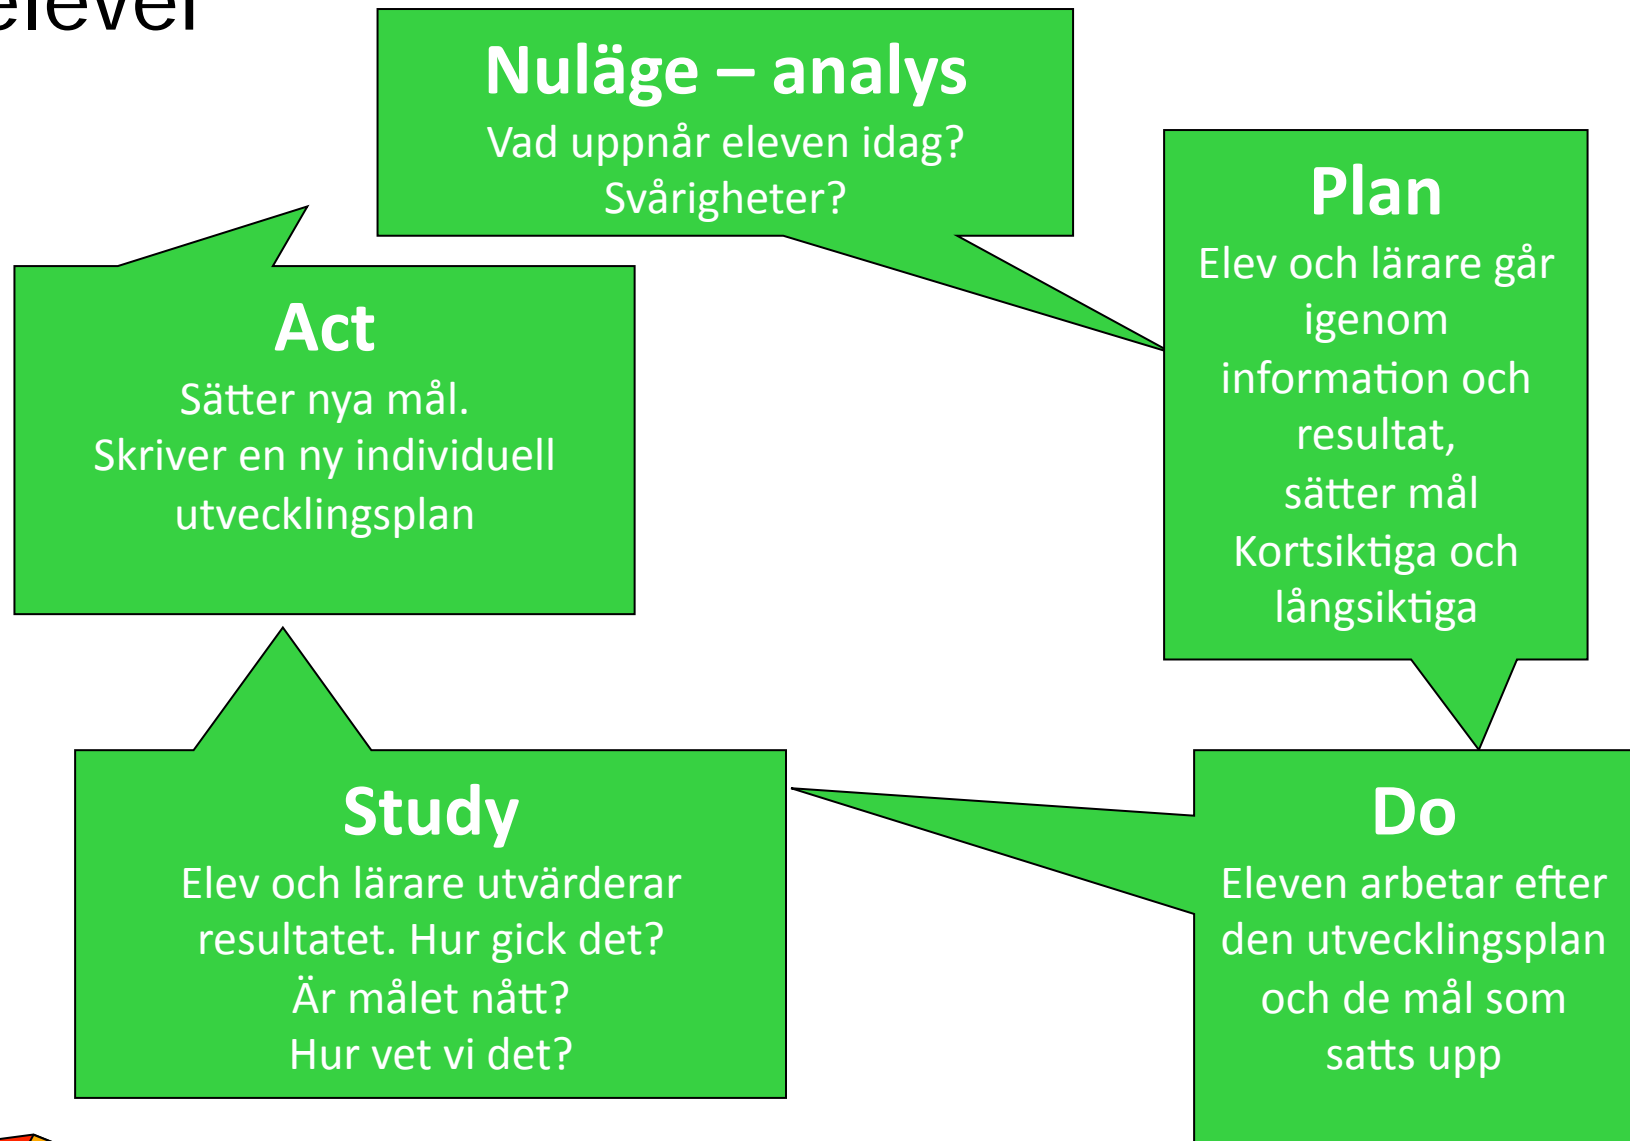 elever
Nuläge – analys
Vad uppnår eleven idag?
Svårigheter?
Plan
Elev och lärare går
igenom
information och
resultat,
sätter mål
Kortsiktiga och
långsiktiga
Do
Eleven arbetar efter
den utvecklingsplan
och de mål som
satts upp
Study
Elev och lärare utvärderar
resultatet. Hur gick det?
Är målet nått?
Hur vet vi det?
Act
Sätter nya mål.
Skriver en ny individuell
utvecklingsplan